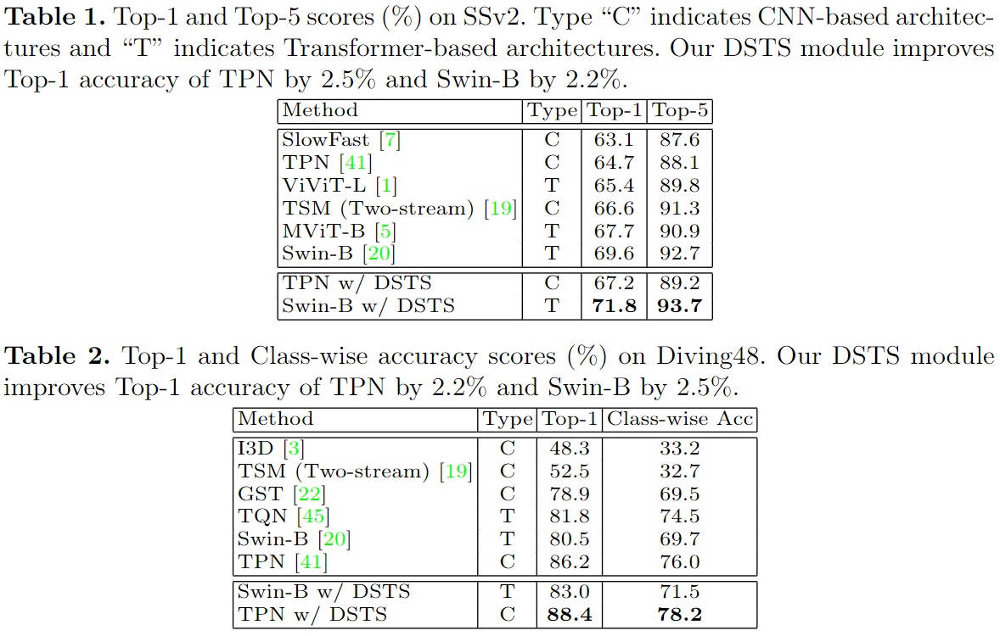 Table 1. Top-1 and Top-5 scores (%) on SSv2. Type “C” indicates CNN-based architec-
tures and “T” indicates Transformer-based architectures. Our DSTS module improves
Top-1 accuracy of TPN by 2.5% and Swin-B by 2.2%.
Method Type Top-1 Top-5
SlowFast [7] C 63.1 87.6
TPN [41] C 64.7 88.1
ViViT-L [1] T 65.4 89.8
TSM (Two-stream) [19] C 66.6 91.3
MViT-B [5] T 67.7 90.9
Swin-B [20] T 69.6 92.7
TPN w/ DSTS C 67.2 89.2
Swin-B w/ DSTS T 71.8 93.7
Table 2. Top-1 and Class-wise accuracy scores (%) on Diving48. Our DSTS module
improves Top-1 accuracy of TPN by 2.2% and Swin-B by 2.5%.
Method Type Top-1 Class-wise Acc
I3D [3] C 48.3 33.2
TSM (Two-stream) [19] C 52.5 32.7
GST [22] C 78.9 69.5
TQN [45] T 81.8 74.5
Swin-B [20] T 80.5 69.7
TPN [41] C 86.2 76.0
Swin-B w/ DSTS T 83.0 71.5
TPN w/ DSTS C 88.4 78.2